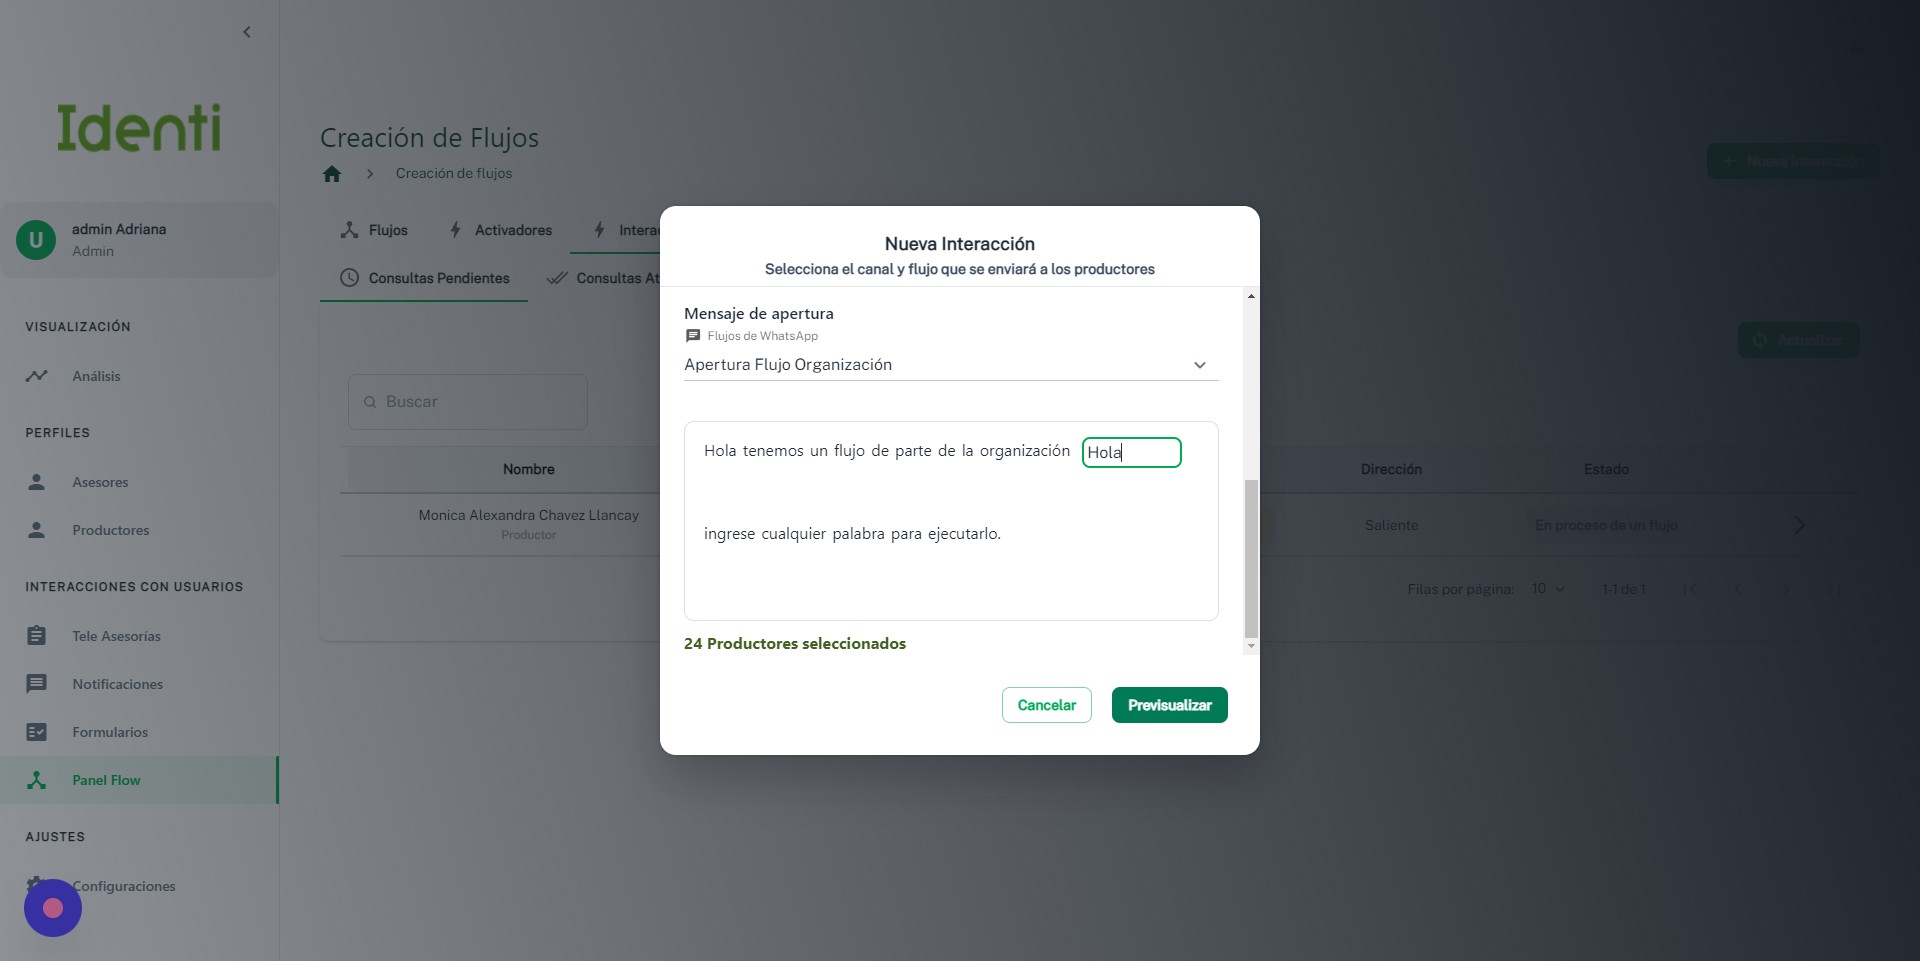 Identi
U
admin Adriana
Admin
VISUALIZACIÓN
Análisis
PERFILES
Asesores
Productores
INTERACCIONES CON USUARIOS
Tele Asesorías
Notificaciones
Formularios
Panel Flow
AJUSTES
Configuraciones
Creación de Flujos
Creación de flujos
+ Nueva Interacción
Flujos
Activadores
Intera
Consultas Pendientes
Consultas At
Actualizar
Buscar
Nombre
Dirección
Estado
Monica Alexandra Chavez Llancay
Productor
Saliente
En proceso de un flujo
Filas por página: 10 1-1 de 1
Nueva Interacción
Selecciona el canal y flujo que se enviará a los productores
Mensaje de apertura
Flujos de WhatsApp
Apertura Flujo Organización
Hola tenemos un flujo de parte de la organización Hola
ingrese cualquier palabra para ejecutarlo.
24 Productores seleccionados
Cancelar
Previsualizar